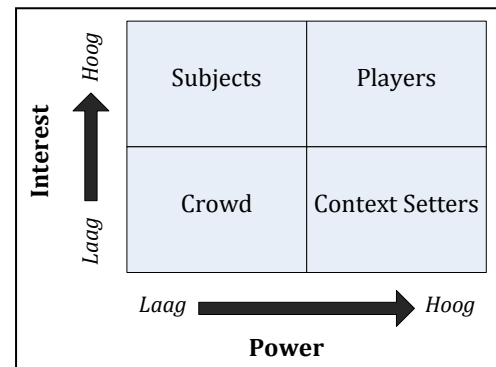 Interest
Hoog
Laag
Subjects
Players
Crowd
Context Setters
Laag
Hoog
Power